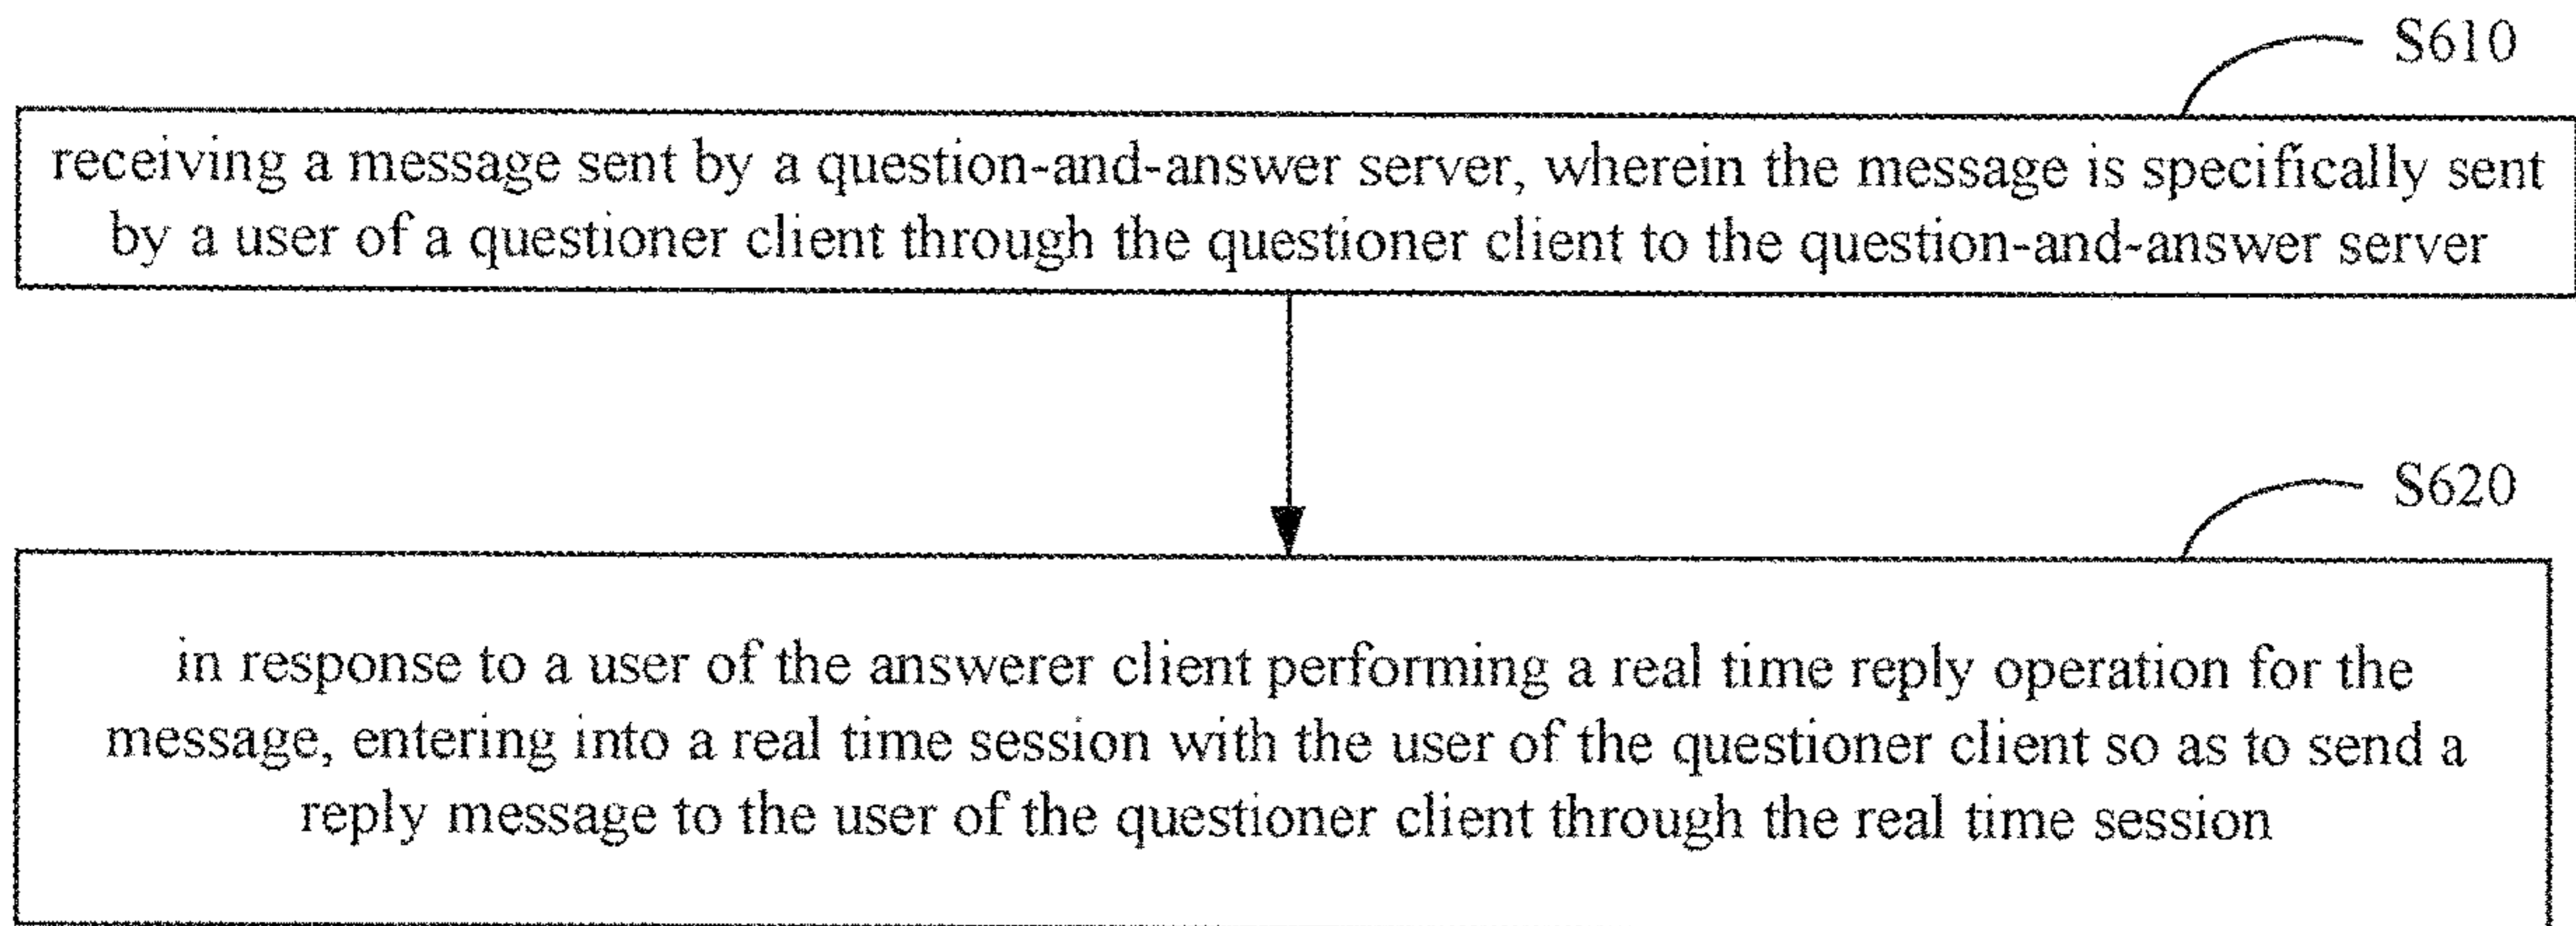 S610
receiving a message sent by a question-and-answer server, wherein the message is specifically sent
by a user of a questioner client through the questioner client to the question-and-answer server
S620
in response to a user of the answerer client performing a real time reply operation for the
message, entering into a real time session with the user of the questioner client so as to send a
reply message to the user of the questioner client through the real time session